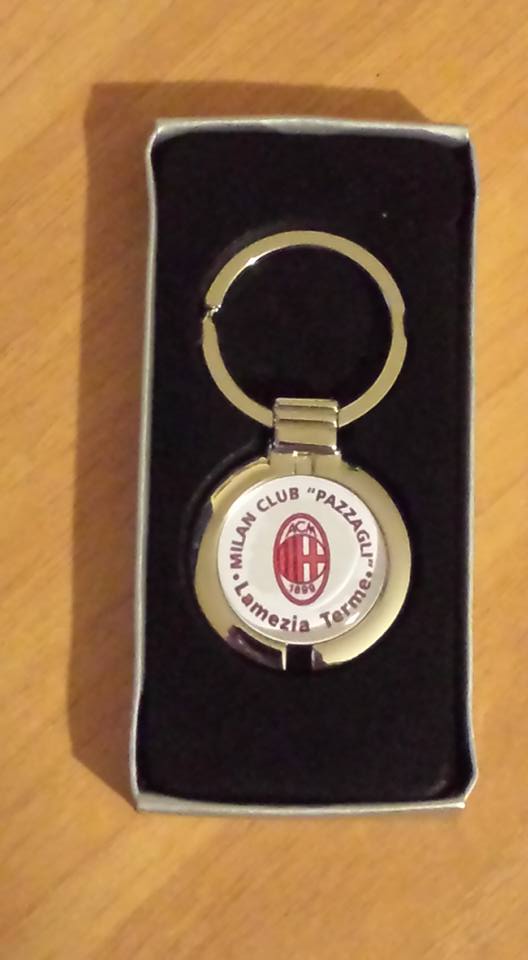 MILAN CLUB "PAZZAGLI"
ACM
1899
• Lamezia Terme •